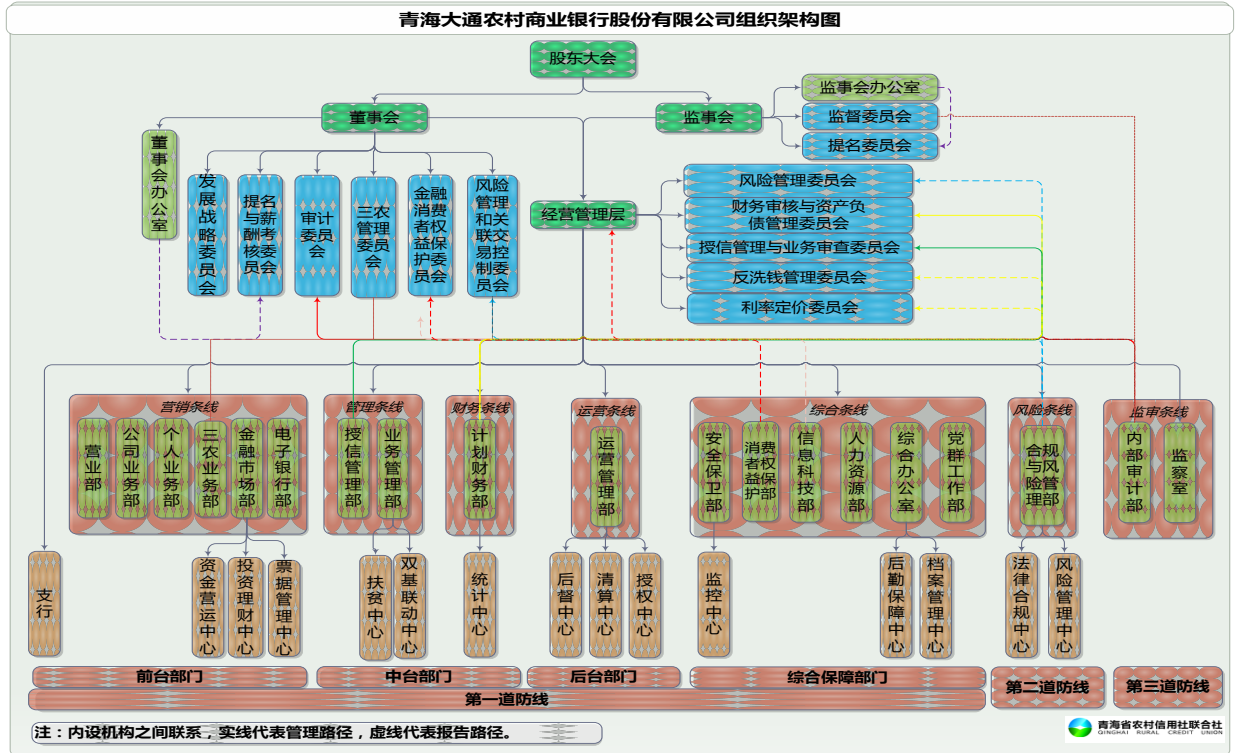 青海大通农村商业银行股份有限公司组织架构图
股东大会
董事会
监事会
监事会办公室
监督委员会
提名委员会
董事会办公室
发展战略委员会
提名与薪酬考核委员会
审计委员会
三农管理委员会
金融消费者权益保护委员会
风险管理和关联交易控制委员会
经营管理层
风险管理委员会
财务审核与资产负
债管理委员会
授信管理与业务审查委员会
反洗钱管理委员会
利率定价委员会
营销条线
营业部
公司业务部
个人业务部
三农业务部
金融市场部
电子银行部
管理条线
授信管理部
业务管理部
财务条线
计划财务部
运营条线
运营管理部
综合条线
安全保卫部
消费者权益保护部
信息科技部
人力资源部
综合办公室
党群工作部
风险条线
合规与风险管理部
监审条线
内部审计部
监察室
支行
资金营运中心
投资理财中心
票据管理中心
扶贫中心
双基联动中心
统计中心
后督中心
清算中心
授权中心
监控中心
后勤保障中心
档案管理中心
法律合规中心
风险管理中心
前台部门
中台部门
后台部门
综合保障部门
第一道防线
第二道防线
第三道防线
注：内设机构之间联系，实线代表管理路径，虚线代表报告路径。
青海省农村信用社联合社
QINGHAI RURAL CREDIT UNION